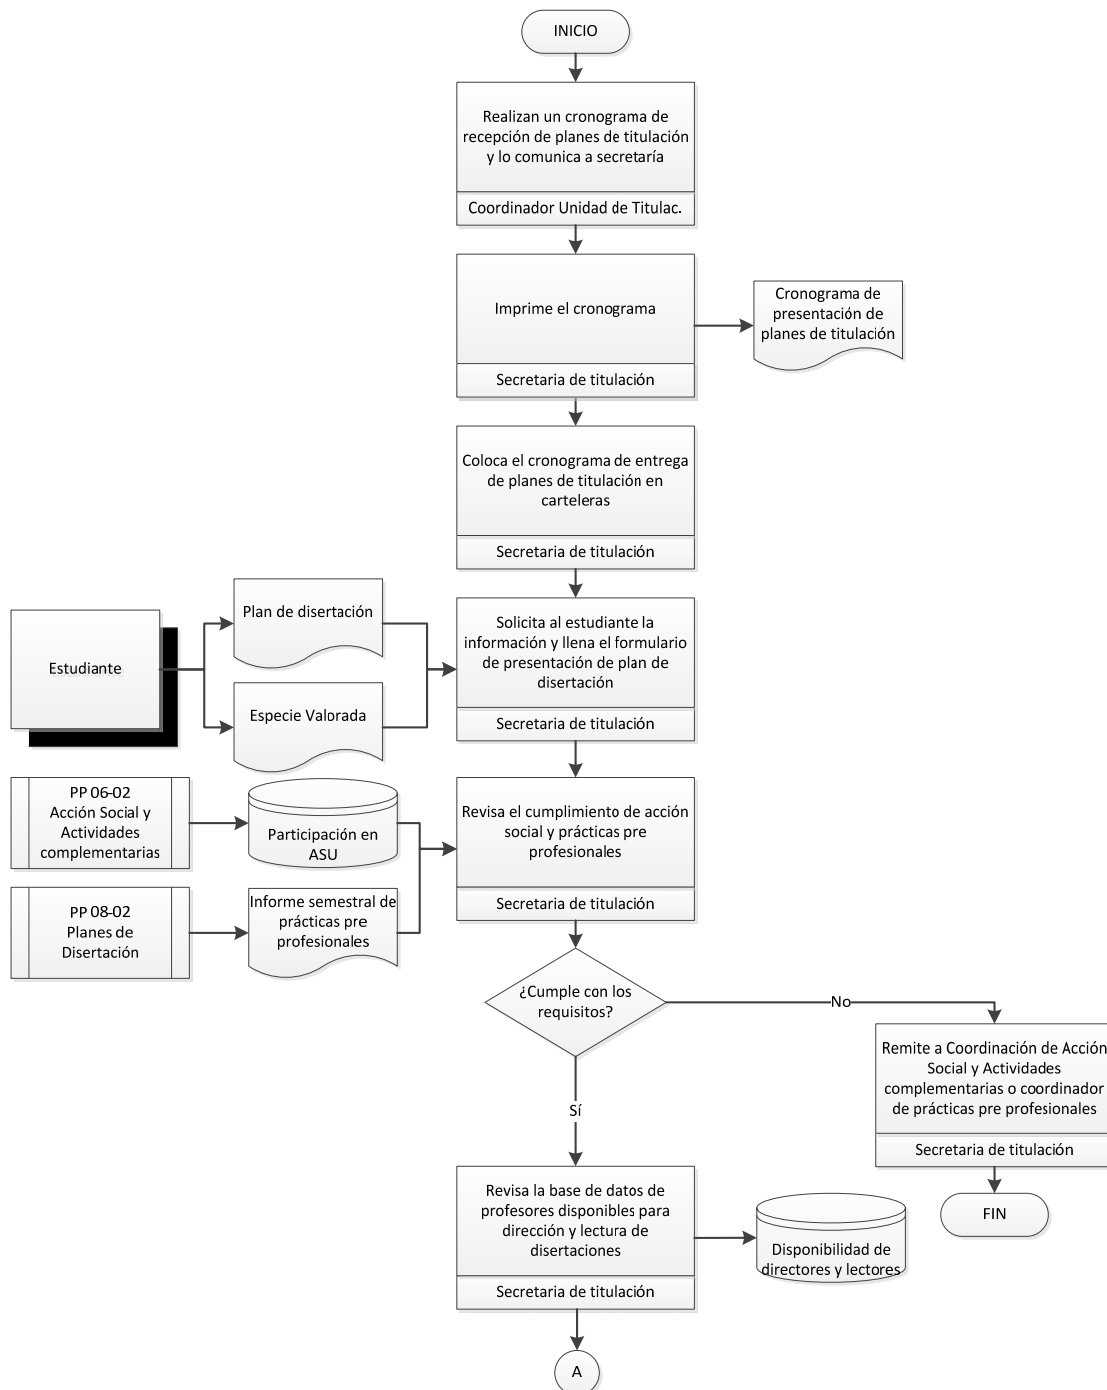 INICIO
Realizan un cronograma de
recepción de planes de titulación
y lo comunica a secretaría
Coordinador Unidad de Titulac.
Imprime el cronograma
Secretaria de titulación
Cronograma de
presentación de
planes de titulación
Coloca el cronograma de entrega
de planes de titulación en
carteleras
Secretaria de titulación
Estudiante
Plan de disertación
Especie Valorada
Solicita al estudiante la
información y llena el formulario
de presentación de plan de
disertación
Secretaria de titulación
PP 06-02
Acción Social y
Actividades
complementarias
Participación en
ASU
PP 08-02
Planes de
Disertación
Informe semestral de
prácticas pre
profesionales
Revisa el cumplimiento de acción
social y prácticas pre
profesionales
Secretaria de titulación
¿Cumple con los
requisitos?
No
Remite a Coordinación de Acción
Social y Actividades
complementarias o coordinador
de prácticas pre profesionales
Secretaria de titulación
FIN
Sí
Revisa la base de datos de
profesores disponibles para
dirección y lectura de
disertaciones
Secretaria de titulación
Disponibilidad de
directores y lectores
A